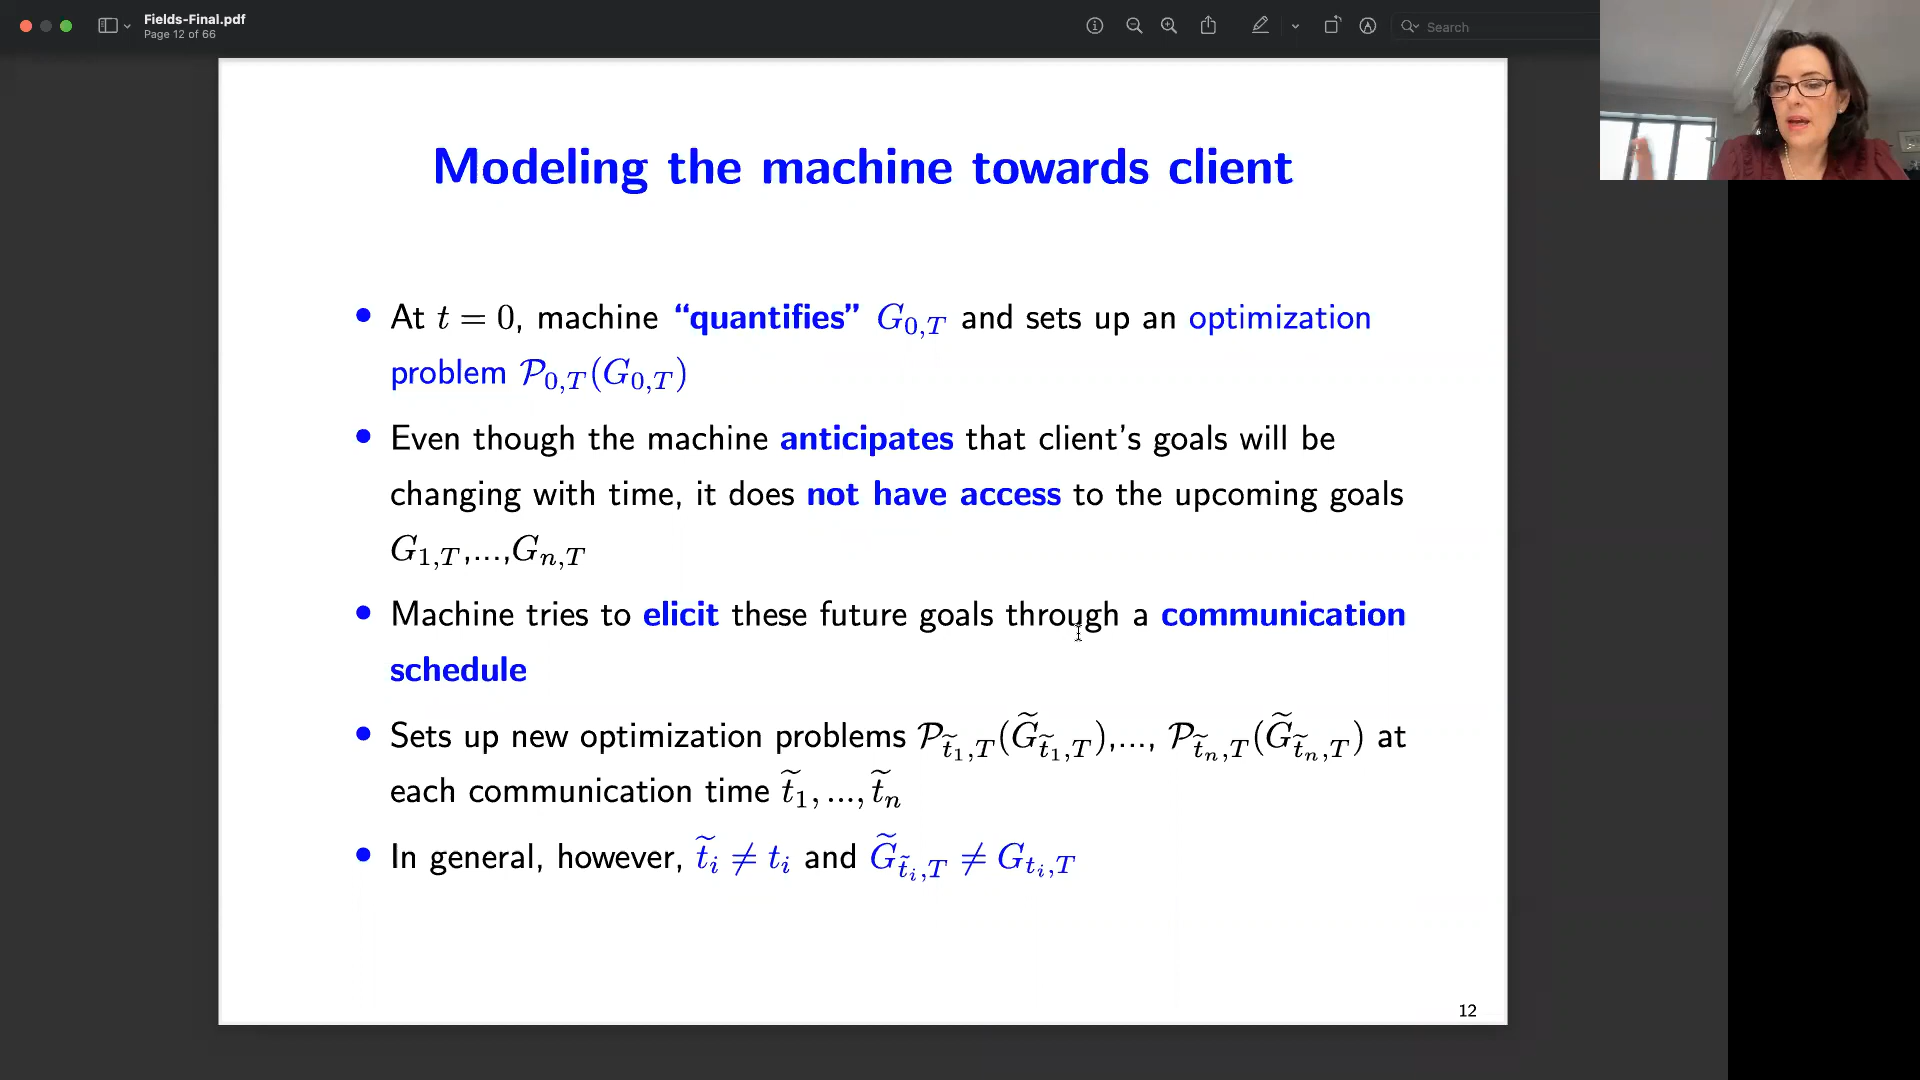 Fields-Final.pdf
Page 12 of 66
Search
Modeling the machine towards client
• At t = 0, machine “quantifies” G_{0,T} and sets up an optimization
problem 𝒫_{0,T}(G_{0,T})
• Even though the machine anticipates that client’s goals will be
changing with time, it does not have access to the upcoming goals
G_{1,T},...,G_{n,T}
• Machine tries to elicit these future goals through a communication
schedule
• Sets up new optimization problems 𝒫_{t̃_1,T}(G̃_{t̃_1,T}),..., 𝒫_{t̃_n,T}(G̃_{t̃_n,T}) at
each communication time t̃_1, ..., t̃_n
• In general, however, t̃_i ≠ t_i and G̃_{t̃_i,T} ≠ G_{t_i,T}
12